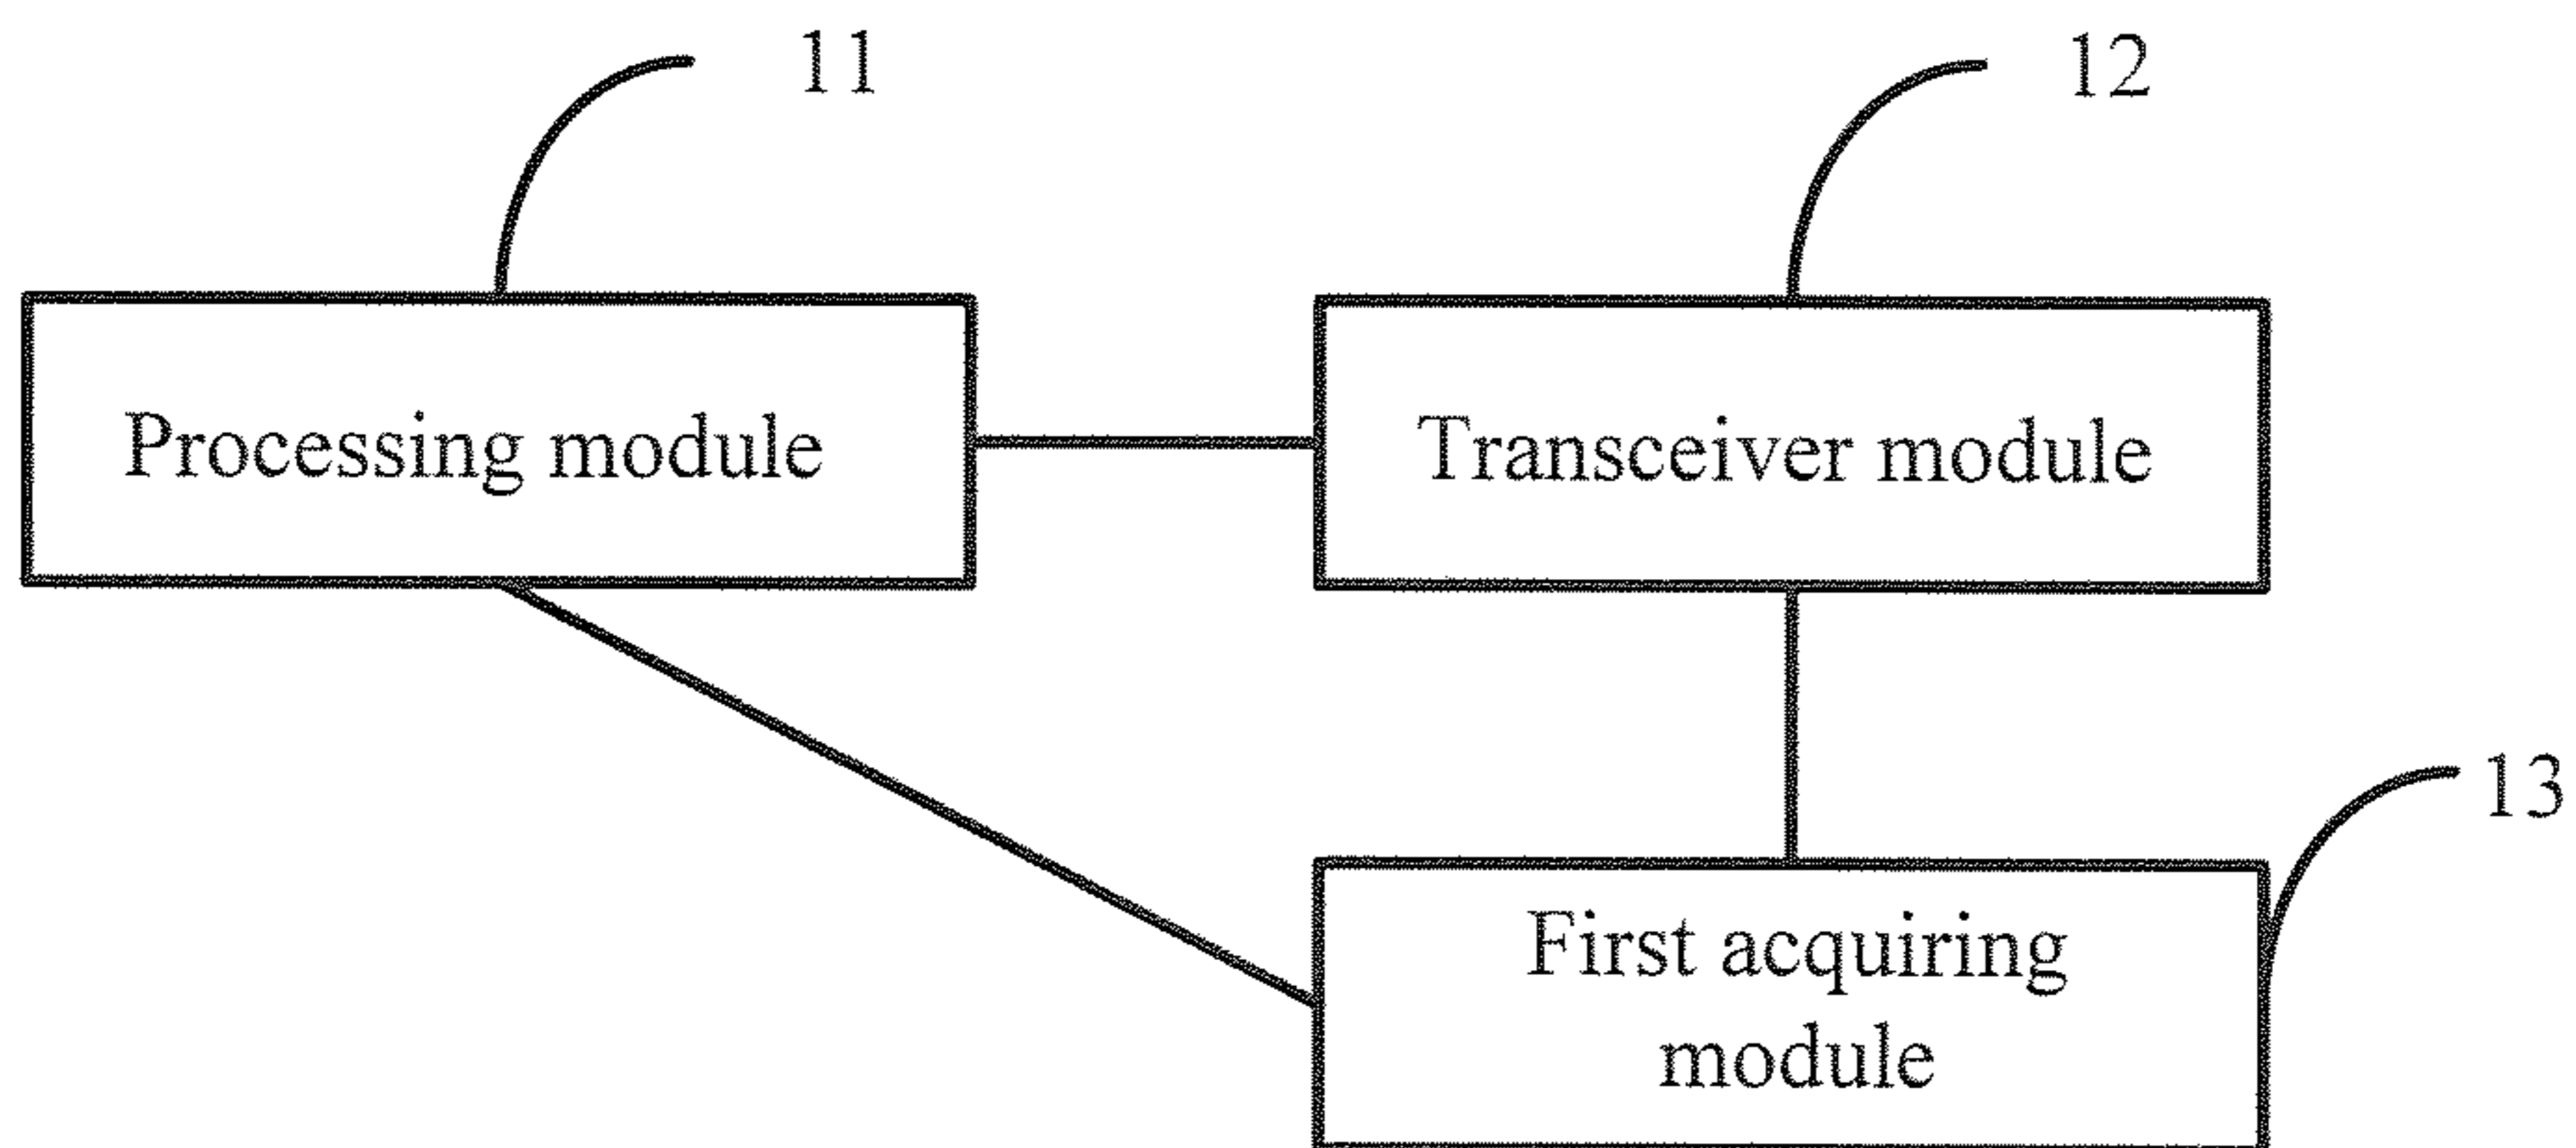 11
12
Processing module
Transceiver module
13
First acquiring
module